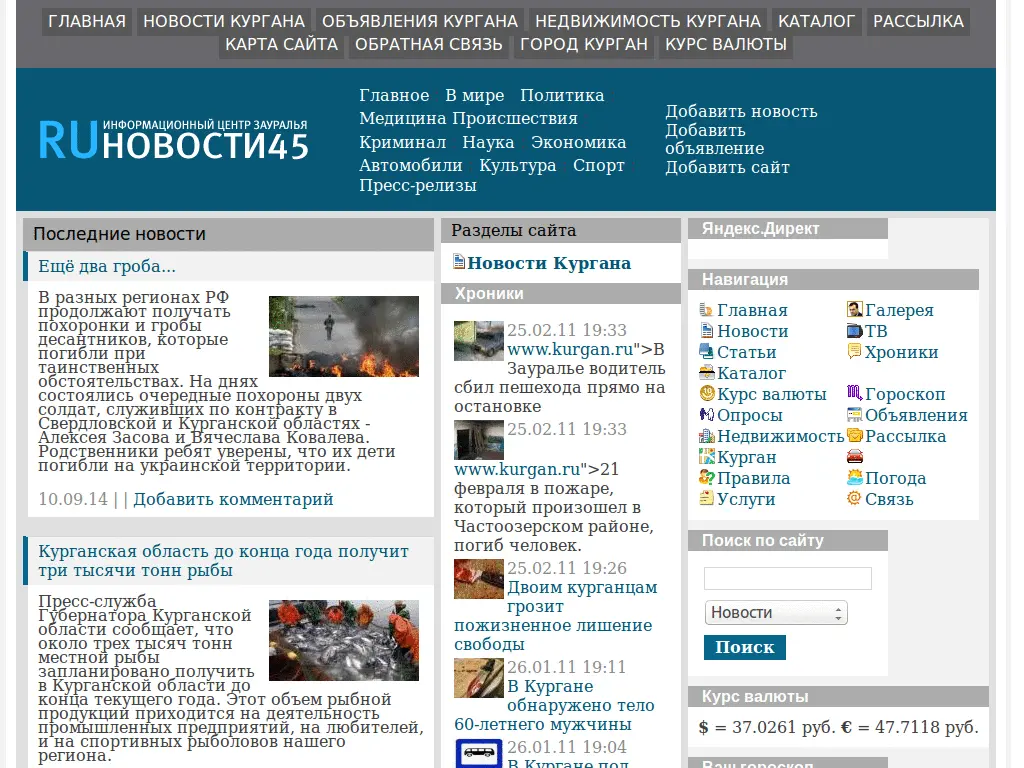 ГЛАВНАЯ НОВОСТИ КУРГАНА ОБЪЯВЛЕНИЯ КУРГАНА НЕДВИЖИМОСТЬ КУРГАНА КАТАЛОГ РАССЫЛКА
КАРТА САЙТА ОБРАТНАЯ СВЯЗЬ ГОРОД КУРГАН КУРС ВАЛЮТЫ
RU ИНФОРМАЦИОННЫЙ ЦЕНТР ЗАУРАЛЬЯ
НОВОСТИ45
Главное В мире Политика
Медицина Происшествия
Криминал Наука Экономика
Автомобили Культура Спорт
Пресс-релизы
Добавить новость
Добавить
объявление
Добавить сайт
Последние новости
Ещё два гроба...
В разных регионах РФ
продолжают получать
похоронки и гробы
десантников, которые
погибли при
таинственных
обстоятельствах. На днях
состоялись очередные похороны двух
солдат, служивших по контракту в
Свердловской и Курганской областях -
Алексея Засова и Вячеслава Ковалева.
Родственники ребят уверены, что их дети
погибли на украинской территории.
10.09.14 | | Добавить комментарий
Курганская область до конца года получит
три тысячи тонн рыбы
Пресс-служба
Губернатора Курганской
области сообщает, что
около трех тысяч тонн
местной рыбы
запланировано получить
в Курганской области до
конца текущего года. Этот объем рыбной
продукций приходится на деятельность
промышленных предприятий, на любителей,
и на спортивных рыболовов нашего
региона.
Разделы сайта
Новости Кургана
Хроники
25.02.11 19:33
www.kurgan.ru">В
Зауралье водитель
сбил пешехода прямо на
остановке
25.02.11 19:33
www.kurgan.ru">21
февраля в пожаре,
который произошел в
Частоозерском районе,
погиб человек.
25.02.11 19:26
Двоим курганцам
грозит
пожизненное лишение
свободы
26.01.11 19:11
В Кургане
обнаружено тело
60-летнего мужчины
26.01.11 19:04
В Кургане под
Яндекс.Директ
Навигация
Главная Галерея
Новости ТВ
Статьи Хроники
Каталог
Курс валюты Гороскоп
Опросы Объявления
Недвижимость Рассылка
Курган
Правила Погода
Услуги Связь
Поиск по сайту
Новости
Поиск
Курс валюты
$ = 37.0261 руб. € = 47.7118 руб.
Ваш гороскоп